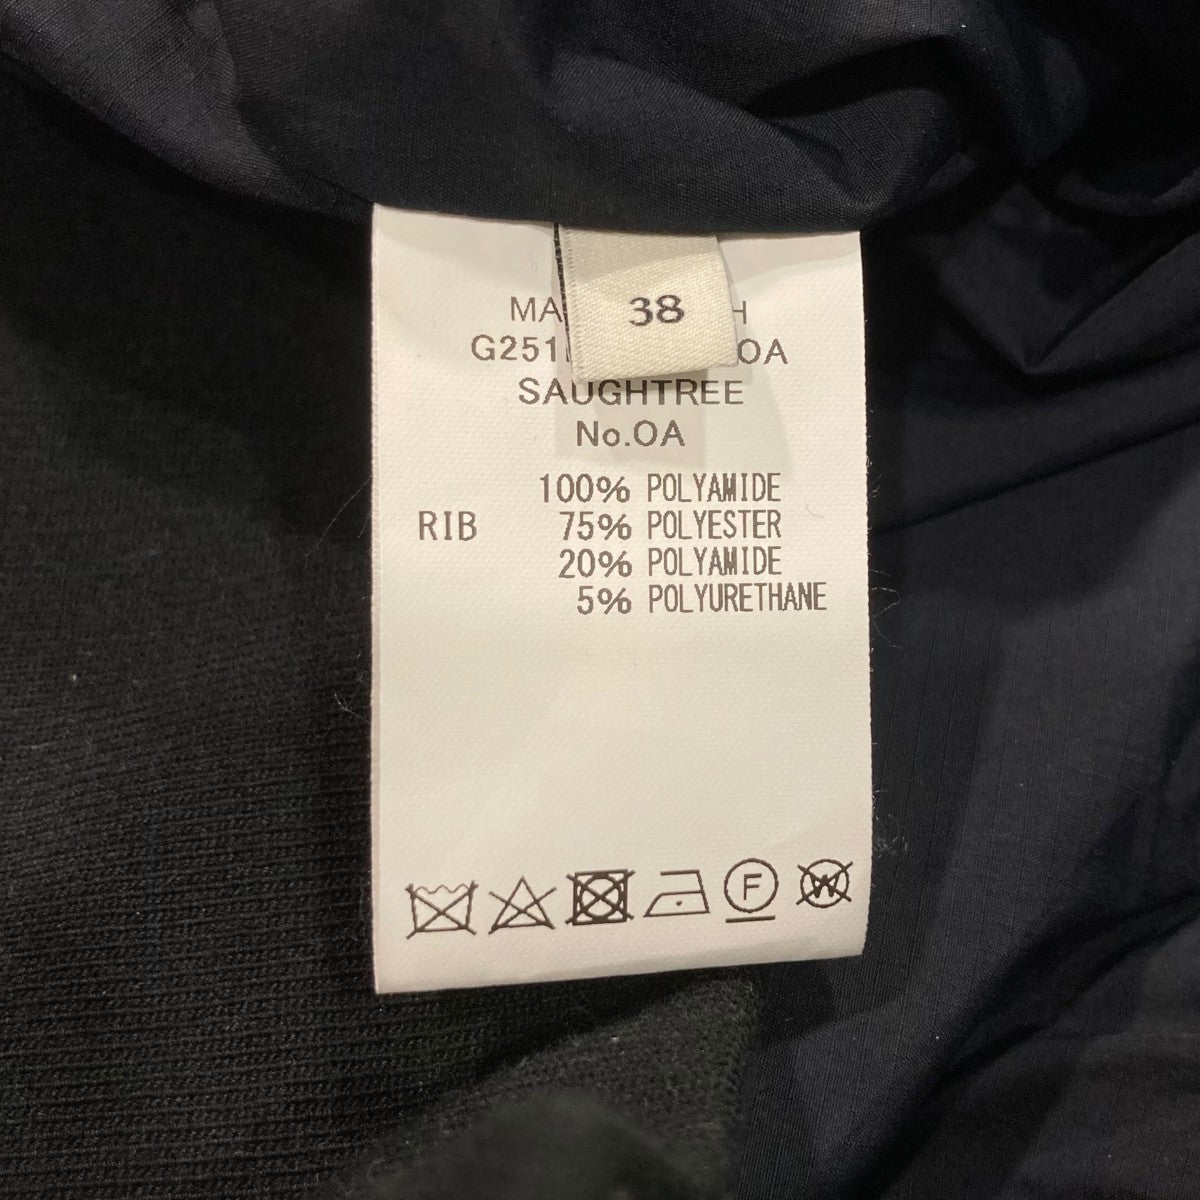 38
No.OA
SAUGHTREE
100% POLYAMIDE
RIB 75% POLYESTER
20% POLYAMIDE
5% POLYURETHANE
F
W